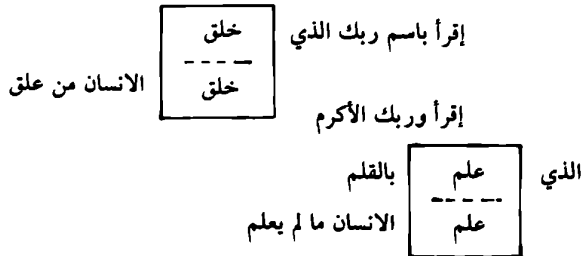 إقرأ باسم ربك الذي خلق
خلق الانسان من علق
إقرأ وربك الأكرم
الذي علم بالقلم
علم الانسان ما لم يعلم